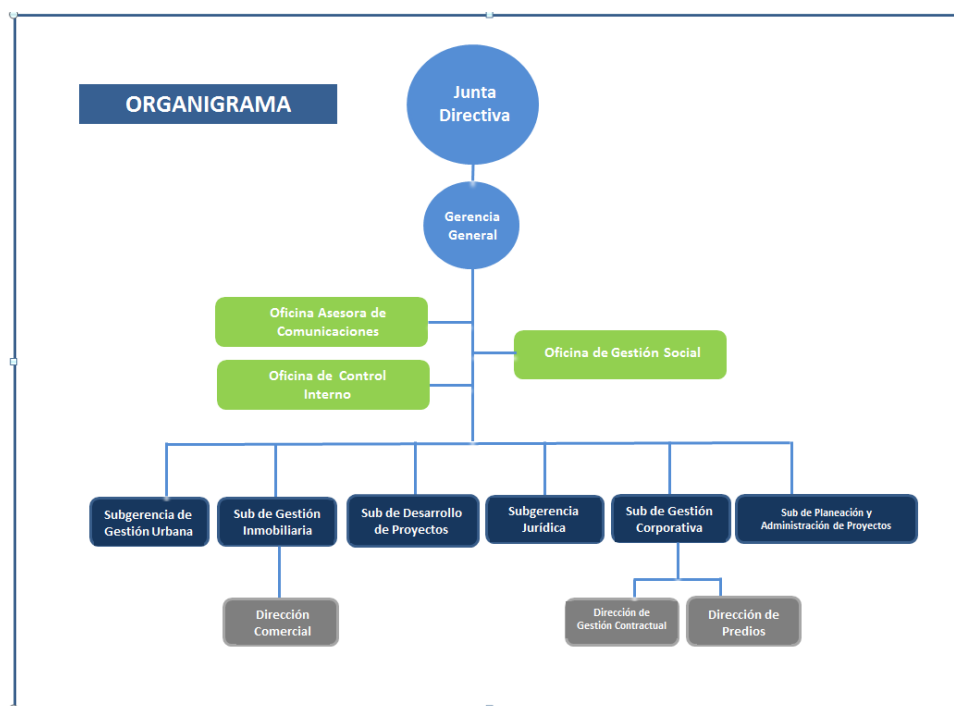 ORGANIGRAMA
Junta
Directiva
Gerencia
General
Oficina Asesora de
Comunicaciones
Oficina de Gestión Social
Oficina de Control
Interno
Subgerencia de
Gestión Urbana
Sub de Gestión
Inmobiliaria
Sub de Desarrollo
de Proyectos
Subgerencia
Jurídica
Sub de Gestión
Corporativa
Sub de Planeación y
Administración de Proyectos
Dirección
Comercial
Dirección de
Gestión Contractual
Dirección de
Predios